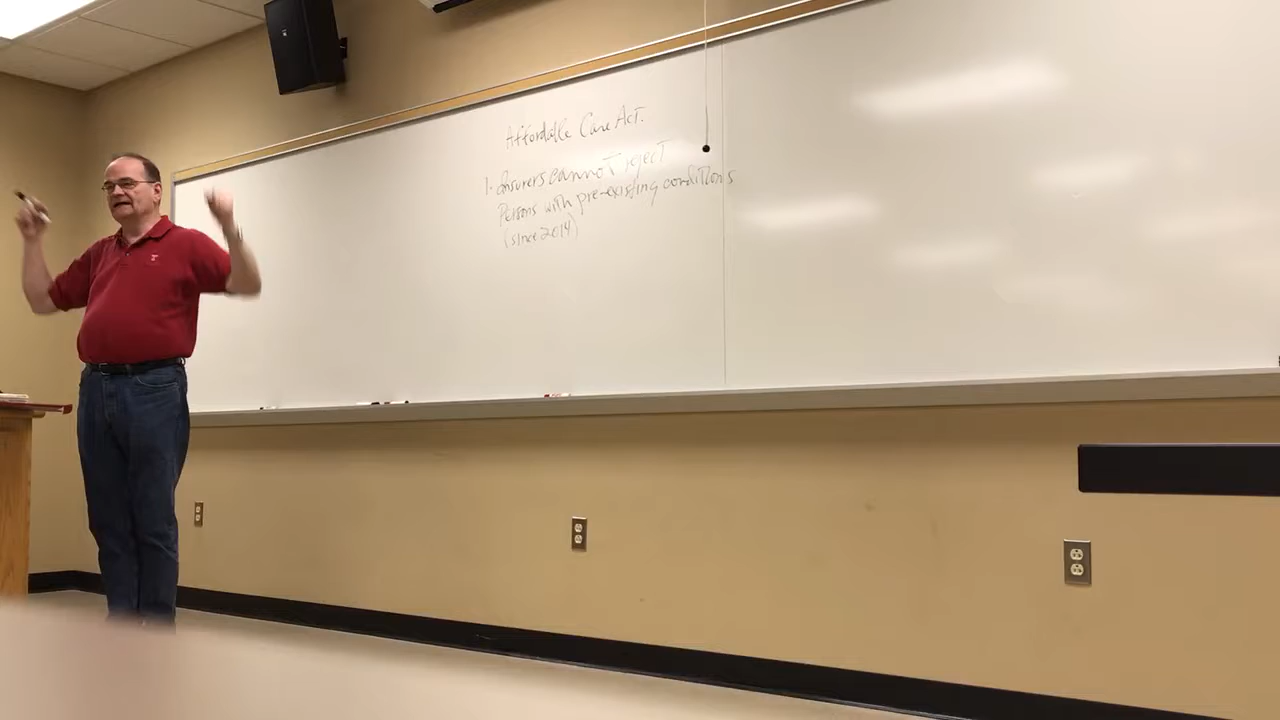 Affordable Care Act.
1. Insurers cannot reject
Persons with pre-existing conditions
(since 2014)